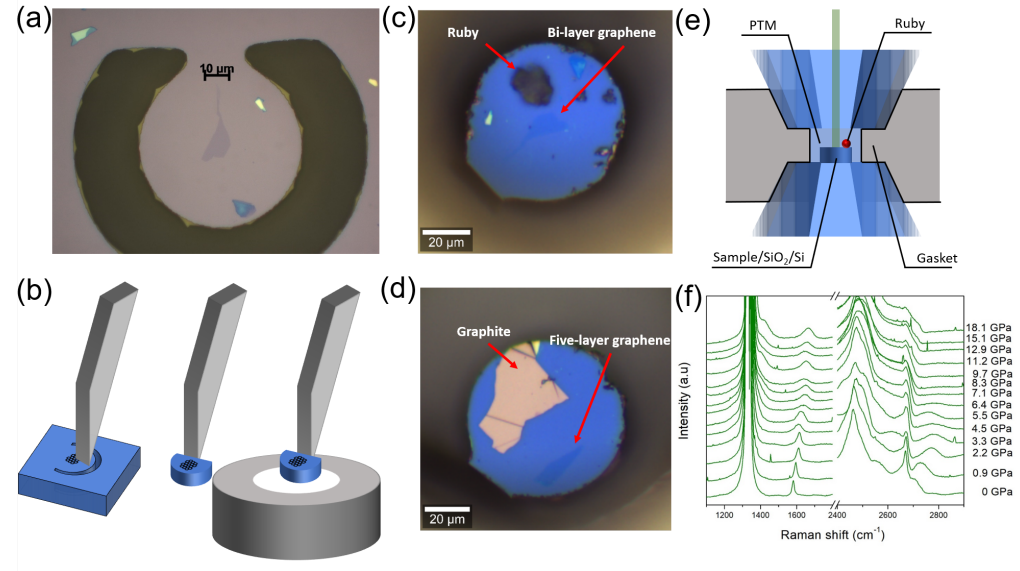 (a)
10 μm
(b)
(c)
Ruby
Bi-layer graphene
20 μm
(d)
Graphite
Five-layer graphene
20 μm
(e)
PTM
Ruby
Sample/SiO2/Si
Gasket
(f)
Intensity (a.u)
18.1 GPa
15.1 GPa
12.9 GPa
11.2 GPa
9.7 GPa
8.3 GPa
7.1 GPa
6.4 GPa
5.5 GPa
4.5 GPa
3.3 GPa
2.2 GPa
0.9 GPa
0 GPa
1200 1400 1600 2400 2600 2800
Raman shift (cm-1)